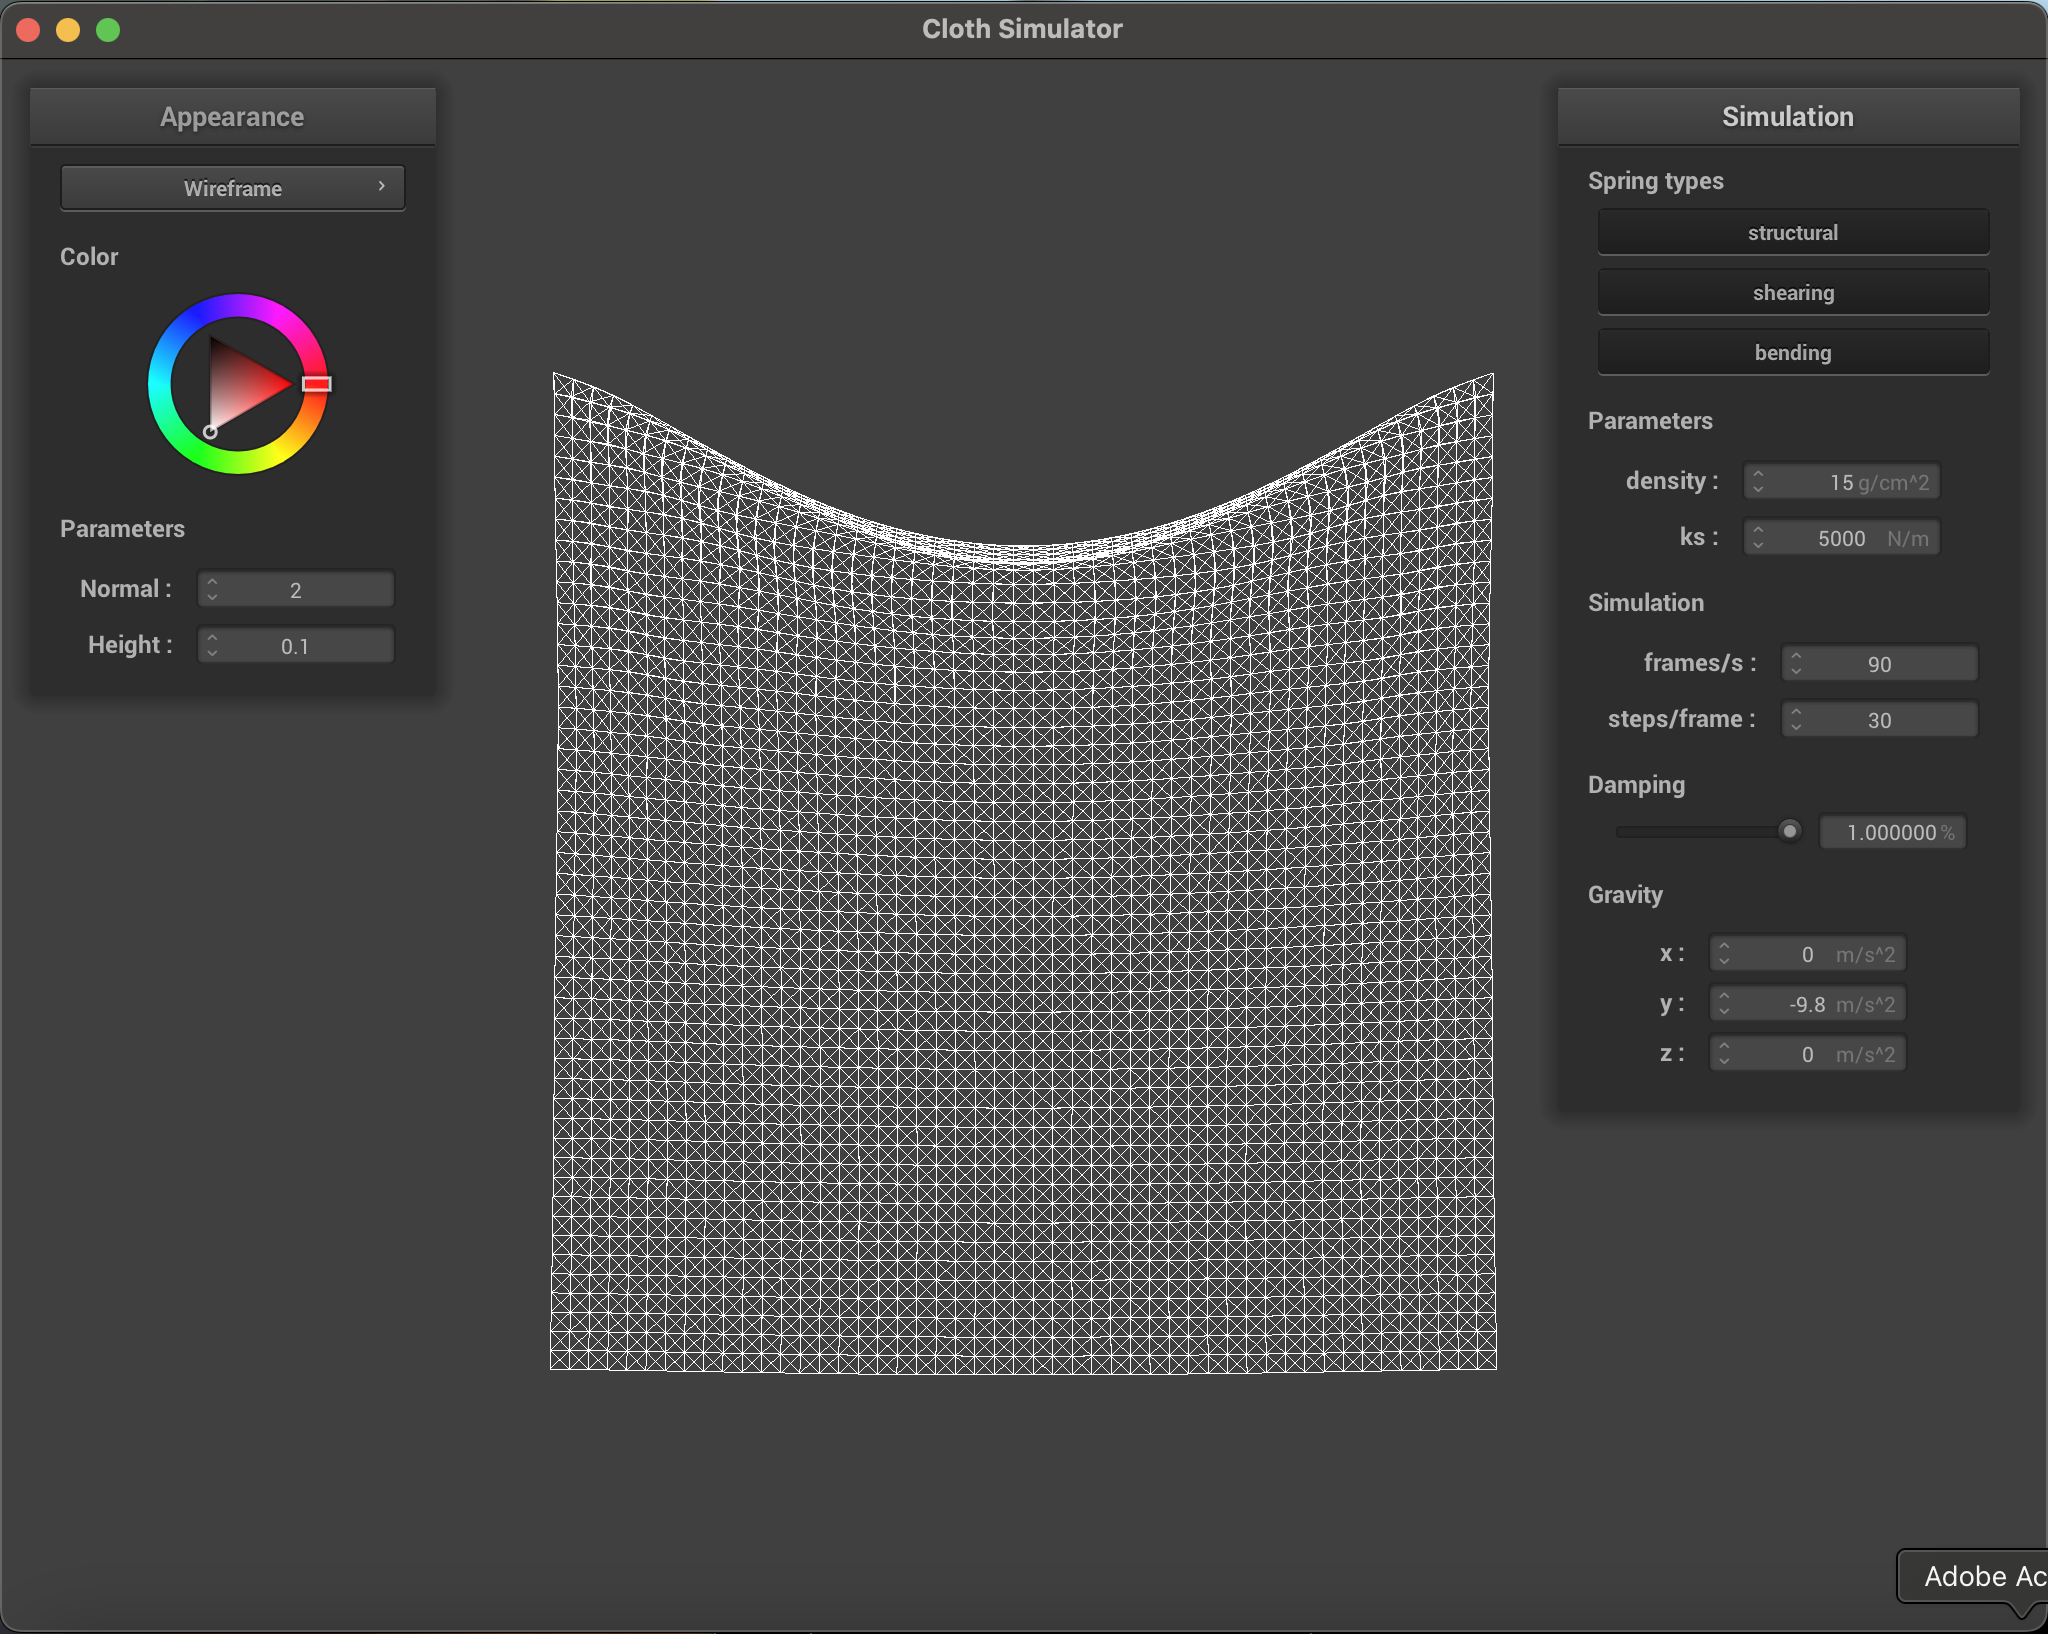 Cloth Simulator
Appearance
Wireframe
Color
Parameters
Normal : 2
Height : 0.1
Simulation
Spring types
structural
shearing
bending
Parameters
density : 15 g/cm^2
ks : 5000 N/m
Simulation
frames/s : 90
steps/frame : 30
Damping
1.000000 %
Gravity
x : 0 m/s^2
y : -9.8 m/s^2
z : 0 m/s^2
Adobe Ac